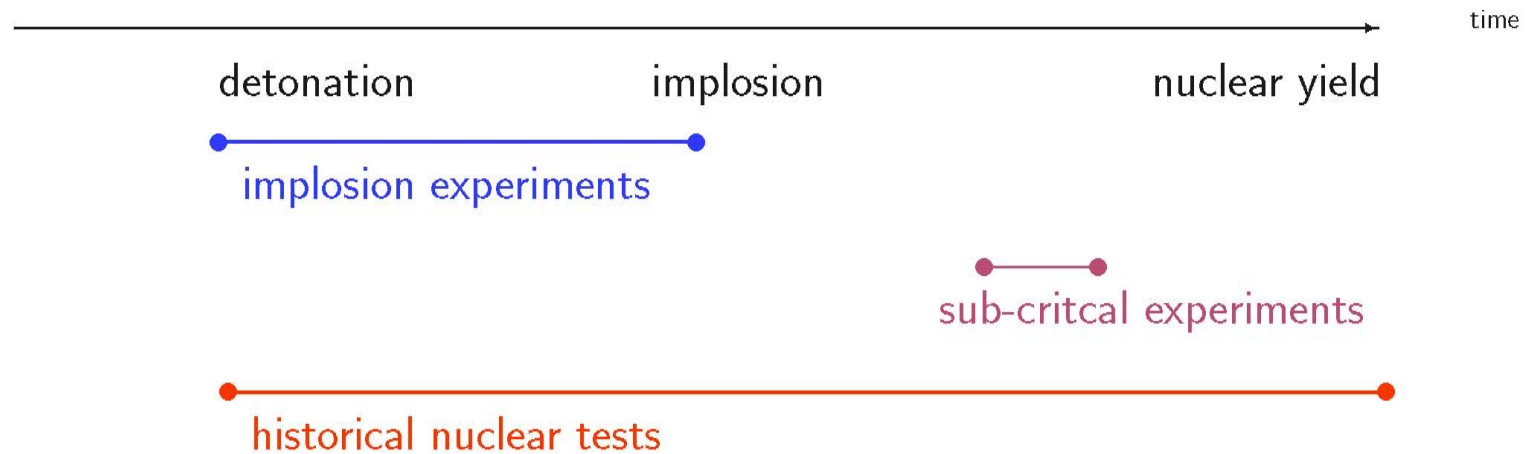 time
detonation implosion nuclear yield
implosion experiments
sub-critcal experiments
historical nuclear tests